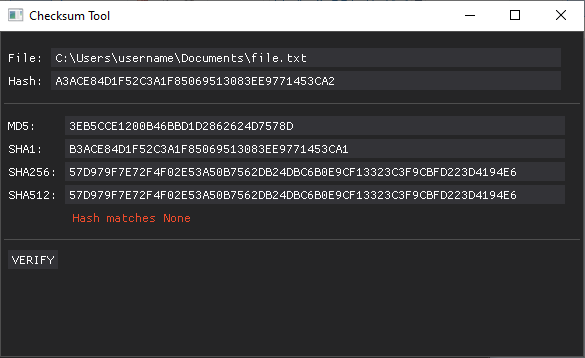 Checksum Tool
File: C:\Users\username\Documents\file.txt
Hash: A3ACE84D1F52C3A1F85069513083EE9771453CA2
MD5: 3EB5CCE1200B46BBD1D2862624D7578D
SHA1: B3ACE84D1F52C3A1F85069513083EE9771453CA1
SHA256: 57D979F7E72F4F02E53A50B7562DB24DBC6B0E9CF13323C3F9CBFD223D4194E6
SHA512: 57D979F7E72F4F02E53A50B7562DB24DBC6B0E9CF13323C3F9CBFD223D4194E6
Hash matches None
VERIFY